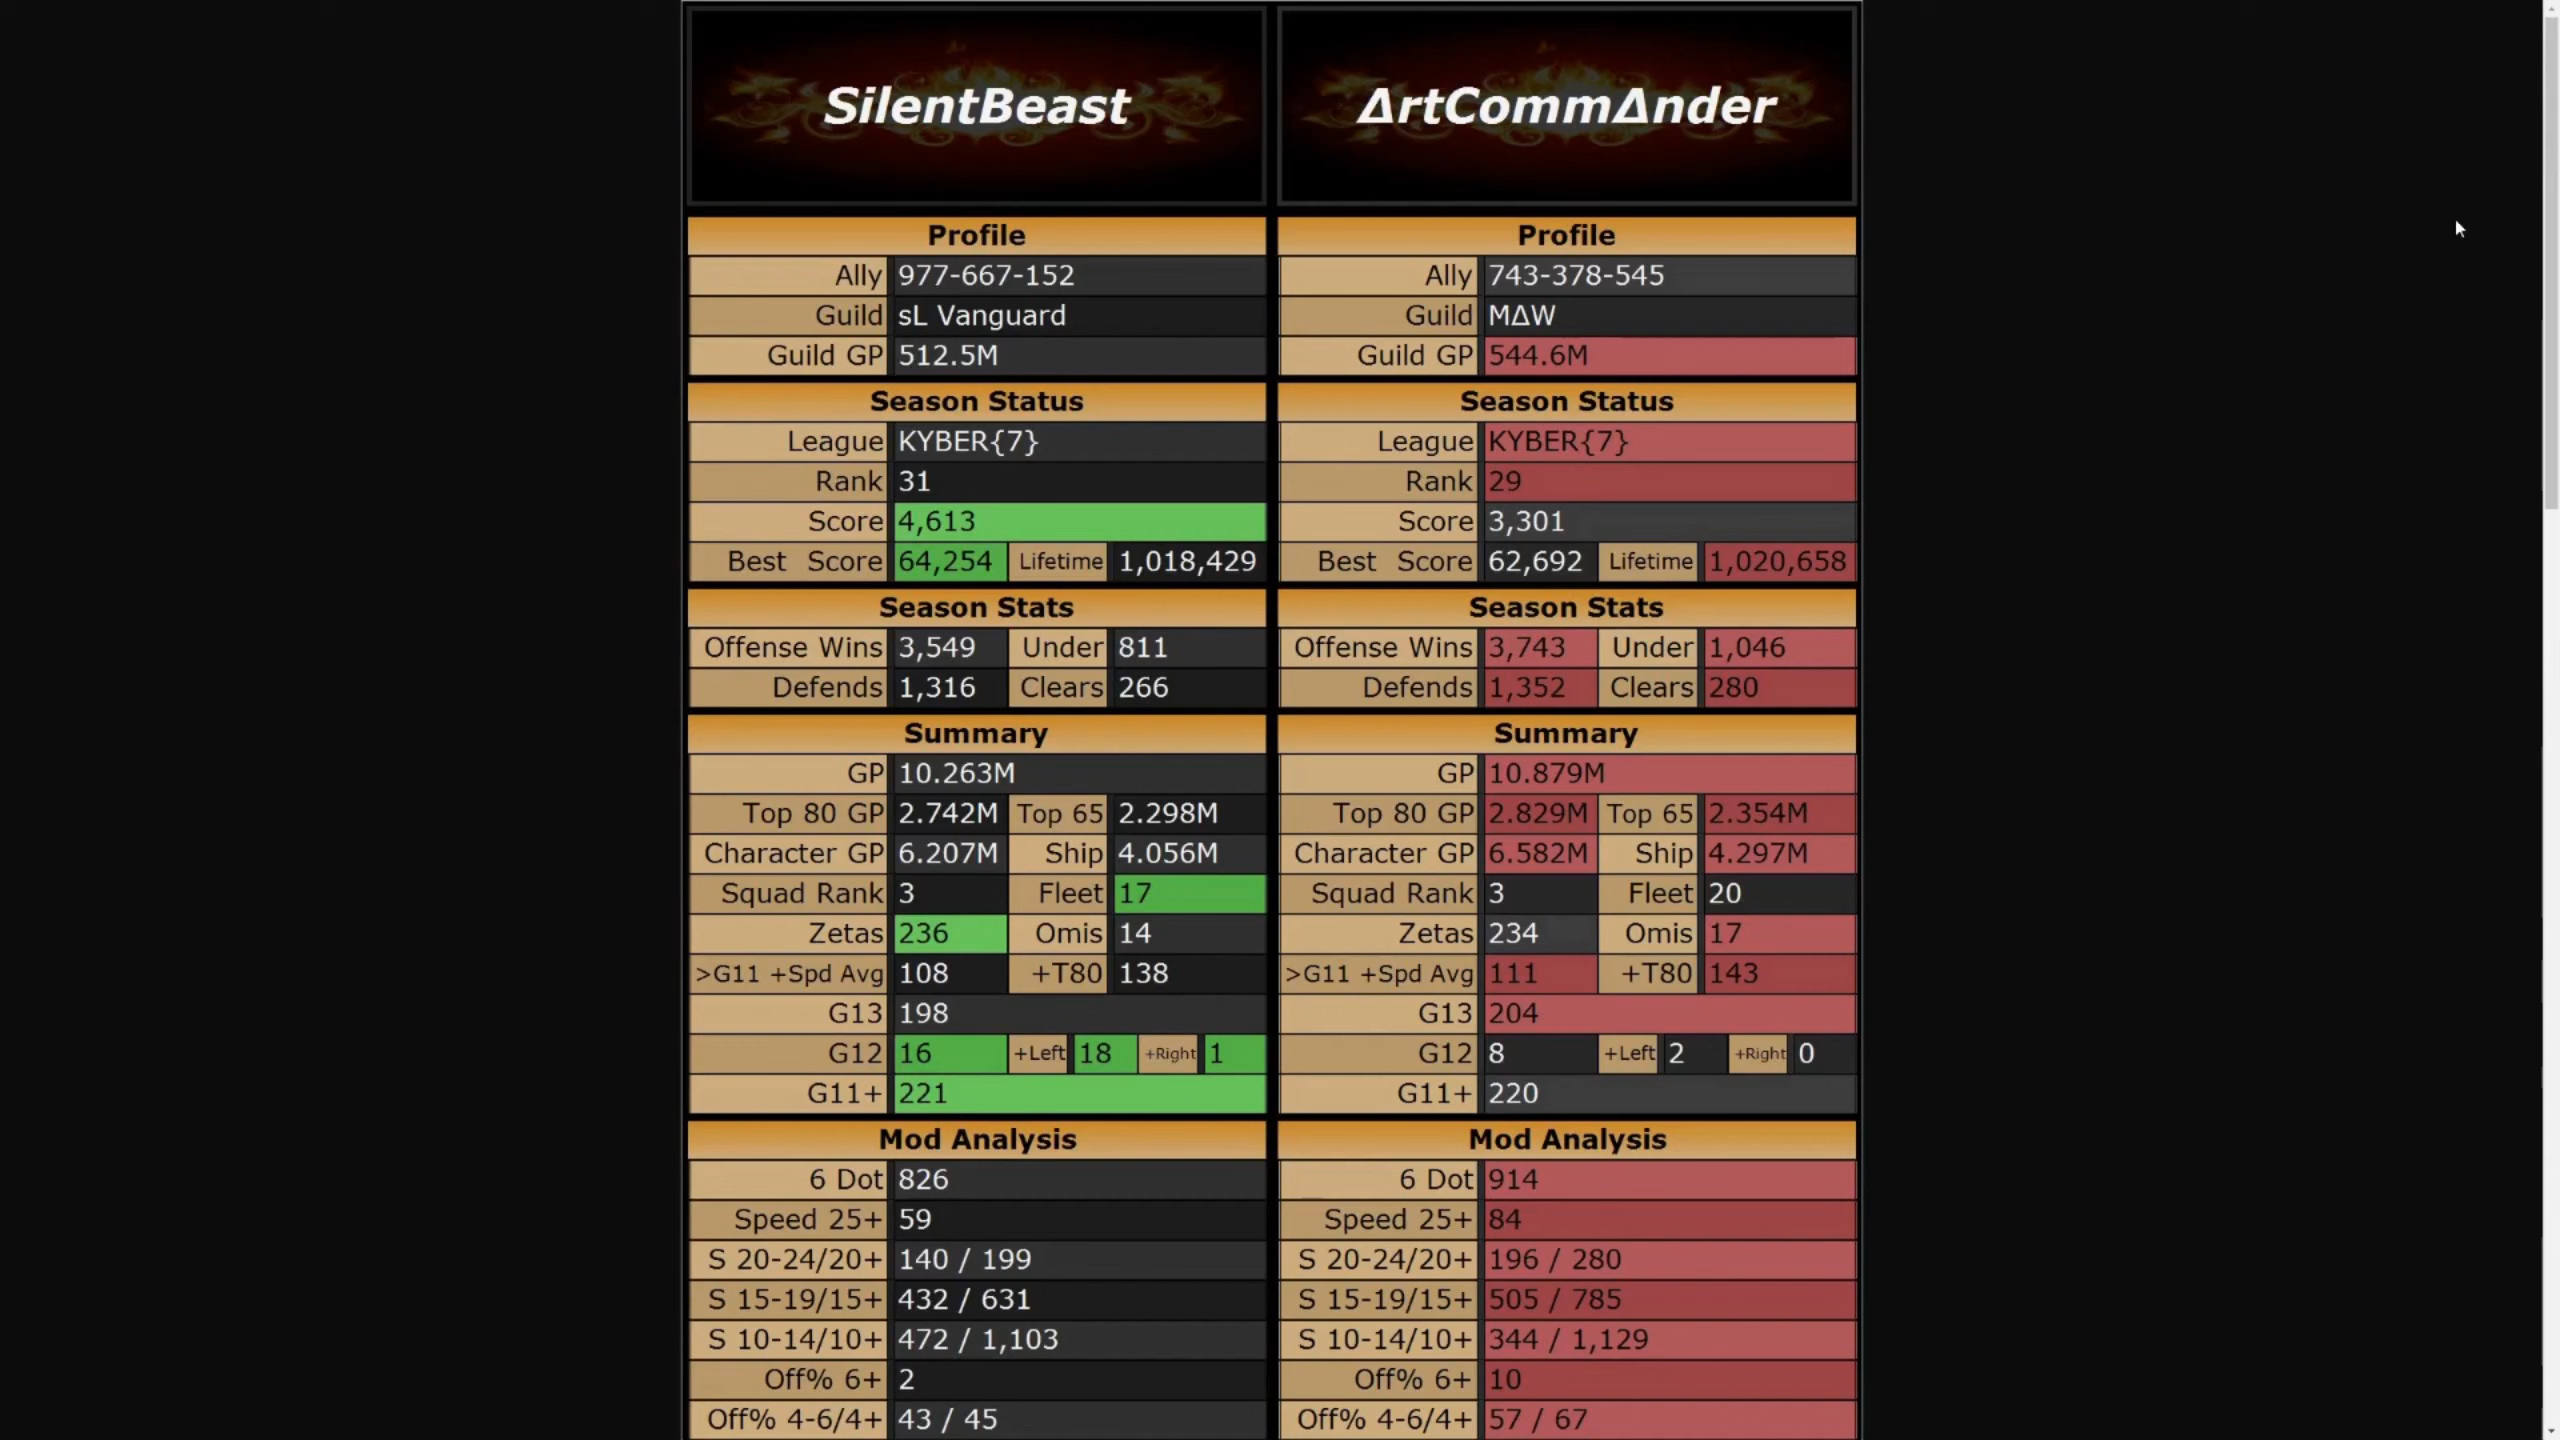 SilentBeast
Profile
Ally 977-667-152
Guild sL Vanguard
Guild GP 512.5M
Season Status
League KYBER{7}
Rank 31
Score 4,613
Best Score 64,254 Lifetime 1,018,429
Season Stats
Offense Wins 3,549 Under 811
Defends 1,316 Clears 266
Summary
GP 10.263M
Top 80 GP 2.742M Top 65 2.298M
Character GP 6.207M Ship 4.056M
Squad Rank 3 Fleet 17
Zetas 236 Omis 14
>G11 +Spd Avg 108 +T80 138
G13 198
G12 16 +Left 18 +Right 1
G11+ 221
Mod Analysis
6 Dot 826
Speed 25+ 59
S 20-24/20+ 140 / 199
S 15-19/15+ 432 / 631
S 10-14/10+ 472 / 1,103
Off% 6+ 2
Off% 4-6/4+ 43 / 45
ΔrtCommΔnder
Profile
Ally 743-378-545
Guild MΔW
Guild GP 544.6M
Season Status
League KYBER{7}
Rank 29
Score 3,301
Best Score 62,692 Lifetime 1,020,658
Season Stats
Offense Wins 3,743 Under 1,046
Defends 1,352 Clears 280
Summary
GP 10.879M
Top 80 GP 2.829M Top 65 2.354M
Character GP 6.582M Ship 4.297M
Squad Rank 3 Fleet 20
Zetas 234 Omis 17
>G11 +Spd Avg 111 +T80 143
G13 204
G12 8 +Left 2 +Right 0
G11+ 220
Mod Analysis
6 Dot 914
Speed 25+ 84
S 20-24/20+ 196 / 280
S 15-19/15+ 505 / 785
S 10-14/10+ 344 / 1,129
Off% 6+ 10
Off% 4-6/4+ 57 / 67